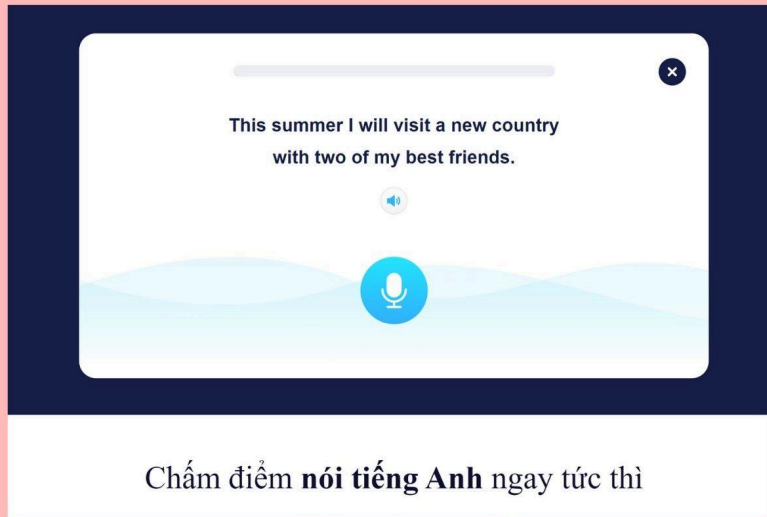 This summer I will visit a new country
with two of my best friends.
Chấm điểm nói tiếng Anh ngay tức thì